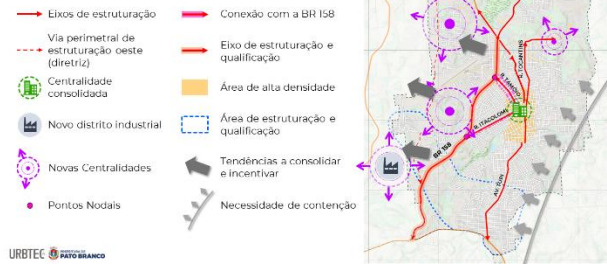 Eixos de estruturação
Via perimetral de
estruturação oeste
(diretriz)
Centralidade
consolidada
Novo distrito industrial
Novas Centralidades
Pontos Nodais
Conexão com a BR 158
Eixo de estruturação e
qualificação
Área de alta densidade
Área de estruturação e
qualificação
Tendências a consolidar
e incentivar
Necessidade de contenção
R. TOCANTINS
R. TAMOIO
R. ITACOLOMI
BR 158
AV. TUPI
URBTEC
PATO BRANCO